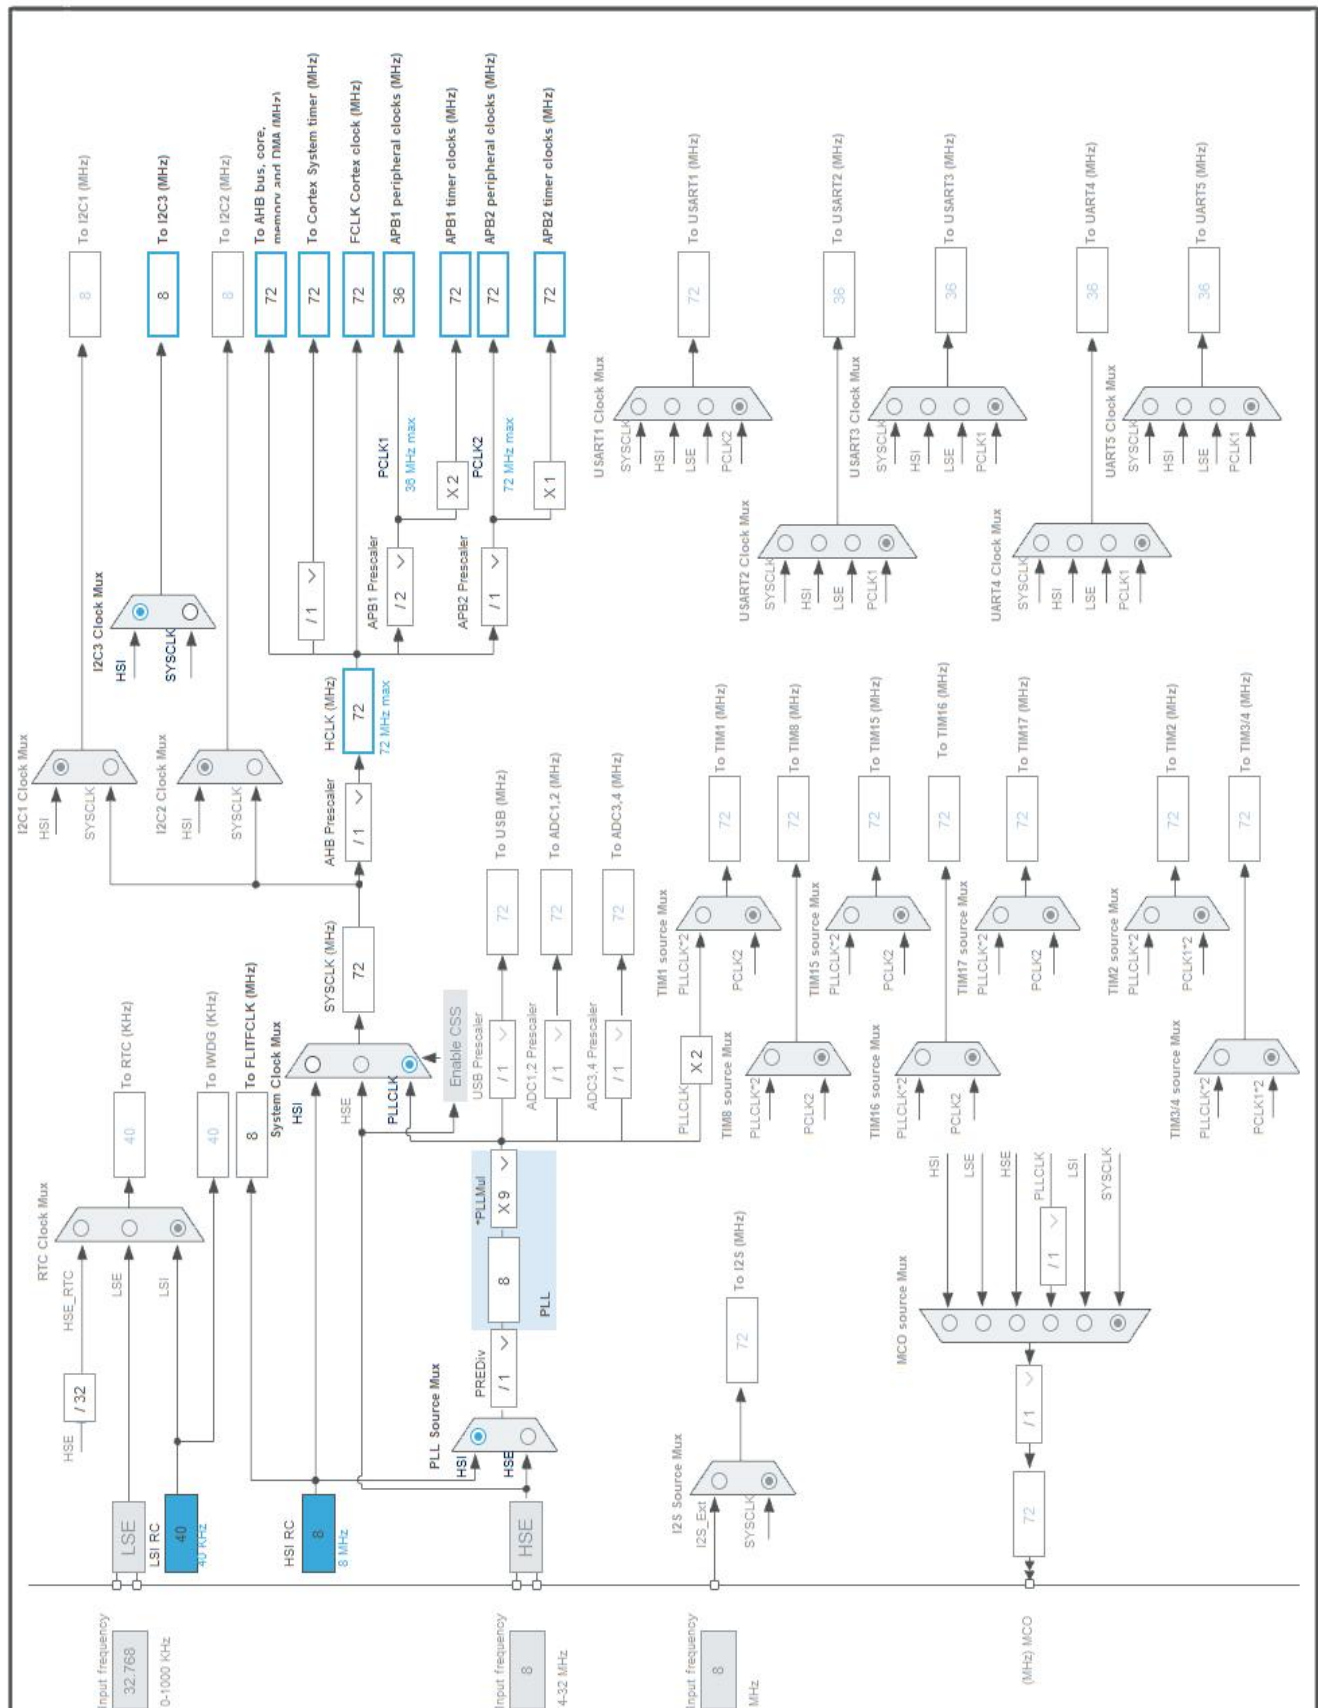 Input frequency
32.768
0-1000 KHz
LSE
LSI RC
40
40 KHz
HSE
/ 32
HSE_RTC
LSE
LSI
RTC Clock Mux
40
To RTC (KHz)
40
To IWDG (KHz)
8
To FLITFCLK (MHz)
HSI RC
8
8 MHz
Input frequency
8
4-32 MHz
HSE
PLL Source Mux
HSI
HSE
PREDiv
/ 1
8
PLL
*PLLMul
X 9
System Clock Mux
HSI
HSE
PLLCLK
Enable CSS
SYSCLK (MHz)
72
AHB Prescaler
/ 1
HCLK (MHz)
72
72 MHz max
I2C1 Clock Mux
HSI
SYSCLK
8
To I2C1 (MHz)
I2C3 Clock Mux
HSI
SYSCLK
8
To I2C3 (MHz)
I2C2 Clock Mux
HSI
SYSCLK
8
To I2C2 (MHz)
72
To AHB bus, core,
memory and DMA (MHz)
/ 1
72
To Cortex System timer (MHz)
72
FCLK Cortex clock (MHz)
APB1 Prescaler
/ 2
PCLK1
36 MHz max
36
APB1 peripheral clocks (MHz)
X 2
72
APB1 timer clocks (MHz)
APB2 Prescaler
/ 1
PCLK2
72 MHz max
72
APB2 peripheral clocks (MHz)
X 1
72
APB2 timer clocks (MHz)
USB Prescaler
/ 1
72
To USB (MHz)
ADC1,2 Prescaler
/ 1
72
To ADC1,2 (MHz)
ADC3,4 Prescaler
/ 1
72
To ADC3,4 (MHz)
PLLCLK
X 2
TIM1 source Mux
PLLCLK*2
PCLK2
72
To TIM1 (MHz)
TIM8 source Mux
PLLCLK*2
PCLK2
72
To TIM8 (MHz)
TIM15 source Mux
PLLCLK*2
PCLK2
72
To TIM15 (MHz)
TIM16 source Mux
PLLCLK*2
PCLK2
72
To TIM16 (MHz)
TIM17 source Mux
PLLCLK*2
PCLK2
72
To TIM17 (MHz)
TIM2 source Mux
PLLCLK*2
PCLK1*2
72
To TIM2 (MHz)
TIM3/4 source Mux
PLLCLK*2
PCLK1*2
72
To TIM3/4 (MHz)
USART1 Clock Mux
SYSCLK
HSI
LSE
PCLK2
72
To USART1 (MHz)
USART2 Clock Mux
SYSCLK
HSI
LSE
PCLK1
36
To USART2 (MHz)
USART3 Clock Mux
SYSCLK
HSI
LSE
PCLK1
36
To USART3 (MHz)
UART4 Clock Mux
SYSCLK
HSI
LSE
PCLK1
36
To UART4 (MHz)
UART5 Clock Mux
SYSCLK
HSI
LSE
PCLK1
36
To UART5 (MHz)
Input frequency
8
MHz
I2S Source Mux
I2S_Ext
SYSCLK
72
To I2S (MHz)
(MHz) MCO
72
/ 1
MCO source Mux
HSI
LSE
HSE
/ 1
PLLCLK
LSI
SYSCLK